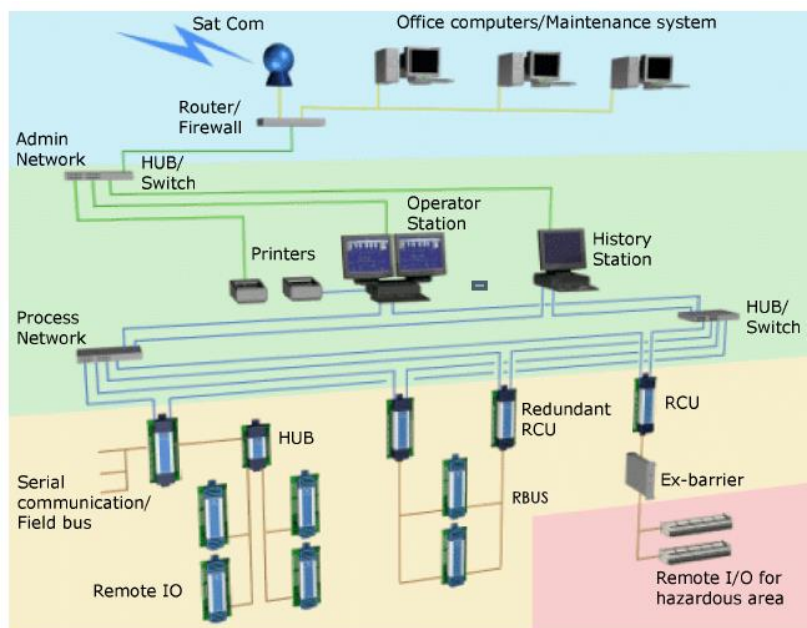 Sat Com
Office computers/Maintenance system
Router/
Firewall
Admin
Network
HUB/
Switch
Operator
Station
History
Station
Printers
Process
Network
HUB/
Switch
HUB
Redundant
RCU
RCU
Serial
communication/
Field bus
RBUS
Ex-barrier
Remote IO
Remote I/O for
hazardous area